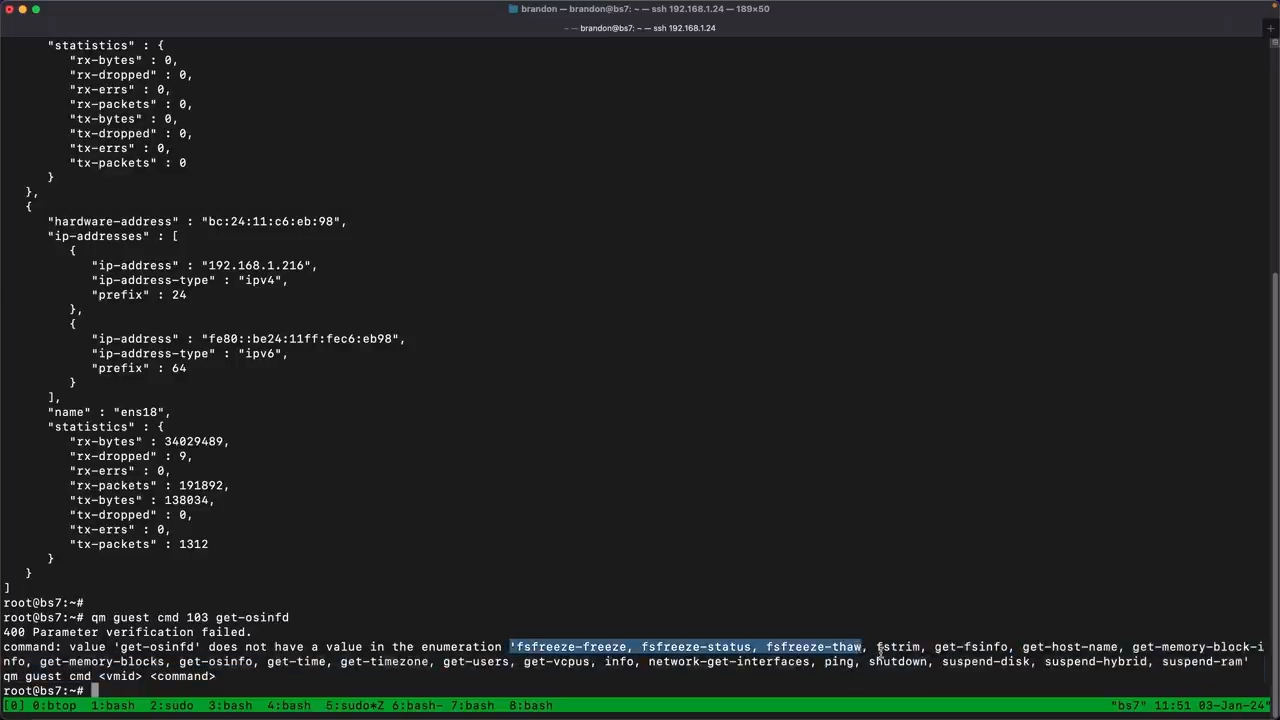 brandon — brandon@bs7: ~ — ssh 192.168.1.24 — 189×50
~ — brandon@bs7: ~ — ssh 192.168.1.24
"statistics" : {
"rx-bytes" : 0,
"rx-dropped" : 0,
"rx-errs" : 0,
"rx-packets" : 0,
"tx-bytes" : 0,
"tx-dropped" : 0,
"tx-errs" : 0,
"tx-packets" : 0
}
},
{
"hardware-address" : "bc:24:11:c6:eb:98",
"ip-addresses" : [
{
"ip-address" : "192.168.1.216",
"ip-address-type" : "ipv4",
"prefix" : 24
},
{
"ip-address" : "fe80::be24:11ff:fec6:eb98",
"ip-address-type" : "ipv6",
"prefix" : 64
}
],
"name" : "ens18",
"statistics" : {
"rx-bytes" : 34029489,
"rx-dropped" : 9,
"rx-errs" : 0,
"rx-packets" : 191892,
"tx-bytes" : 138034,
"tx-dropped" : 0,
"tx-errs" : 0,
"tx-packets" : 1312
}
}
]
root@bs7:~#
root@bs7:~# qm guest cmd 103 get-osinfd
400 Parameter verification failed.
command: value 'get-osinfd' does not have a value in the enumeration 'fsfreeze-freeze, fsfreeze-status, fsfreeze-thaw, fstrim, get-fsinfo, get-host-name, get-memory-block-i
nfo, get-memory-blocks, get-osinfo, get-time, get-timezone, get-users, get-vcpus, info, network-get-interfaces, ping, shutdown, suspend-disk, suspend-hybrid, suspend-ram'
qm guest cmd <vmid> <command>
root@bs7:~#
[0] 0:btop 1:bash 2:sudo 3:bash 4:bash 5:sudo*Z 6:bash- 7:bash 8:bash "bs7" 11:51 03-Jan-24